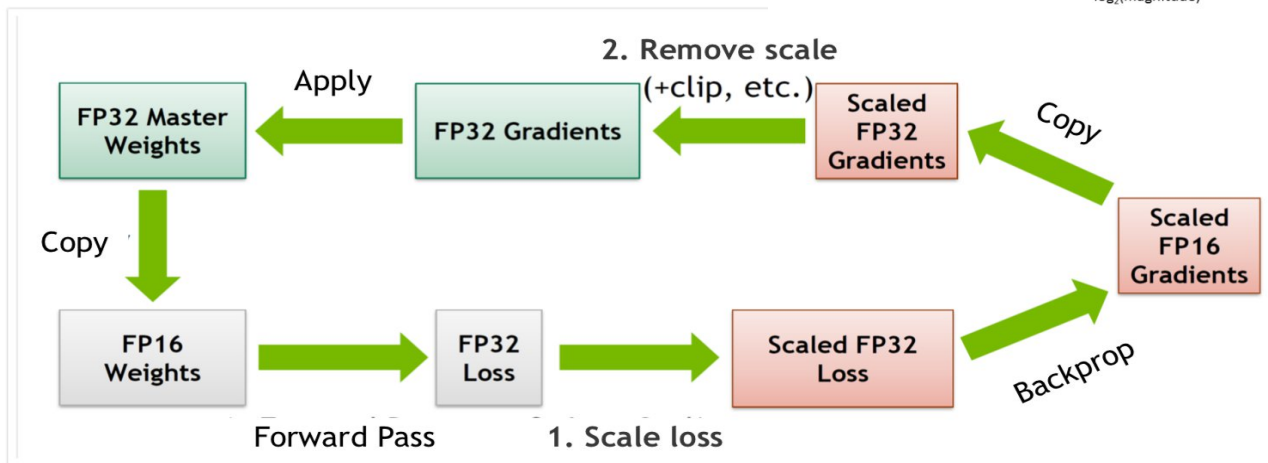 2. Remove scale
(+clip, etc.)
Apply
FP32 Master
Weights
FP32 Gradients
Scaled
FP32
Gradients
Copy
Scaled
FP16
Gradients
Copy
FP16
Weights
FP32
Loss
Scaled FP32
Loss
Backprop
Forward Pass
1. Scale loss